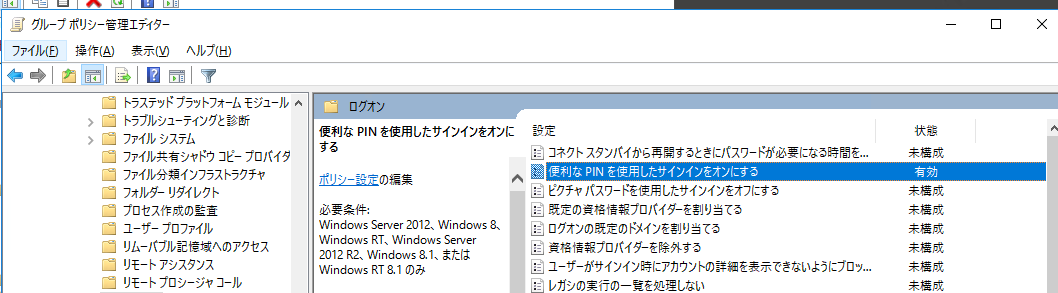 グループ ポリシー管理エディター
ファイル(F) 操作(A) 表示(V) ヘルプ(H)
トラステッド プラットフォーム モジュール
トラブルシューティングと診断
ファイル システム
ファイル共有シャドウ コピー プロバイダ
ファイル分類インフラストラクチャ
フォルダー リダイレクト
プロセス作成の監査
ユーザー プロファイル
リムーバブル記憶域へのアクセス
リモート アシスタンス
リモート プロシージャ コール
ログオン
便利な PIN を使用したサインインをオンに
する
ポリシー設定の編集
必要条件:
Windows Server 2012、Windows 8、
Windows RT、Windows Server
2012 R2、Windows 8.1、または
Windows RT 8.1 のみ
設定 状態
コネクト スタンバイから再開するときにパスワードが必要になる時間を... 未構成
便利な PIN を使用したサインインをオンにする 有効
ピクチャ パスワードを使用したサインインをオフにする 未構成
既定の資格情報プロバイダーを割り当てる 未構成
ログオンの既定のドメインを割り当てる 未構成
資格情報プロバイダーを除外する 未構成
ユーザーがサインイン時にアカウントの詳細を表示できないようにブロッ... 未構成
レガシの実行の一覧を処理しない 未構成